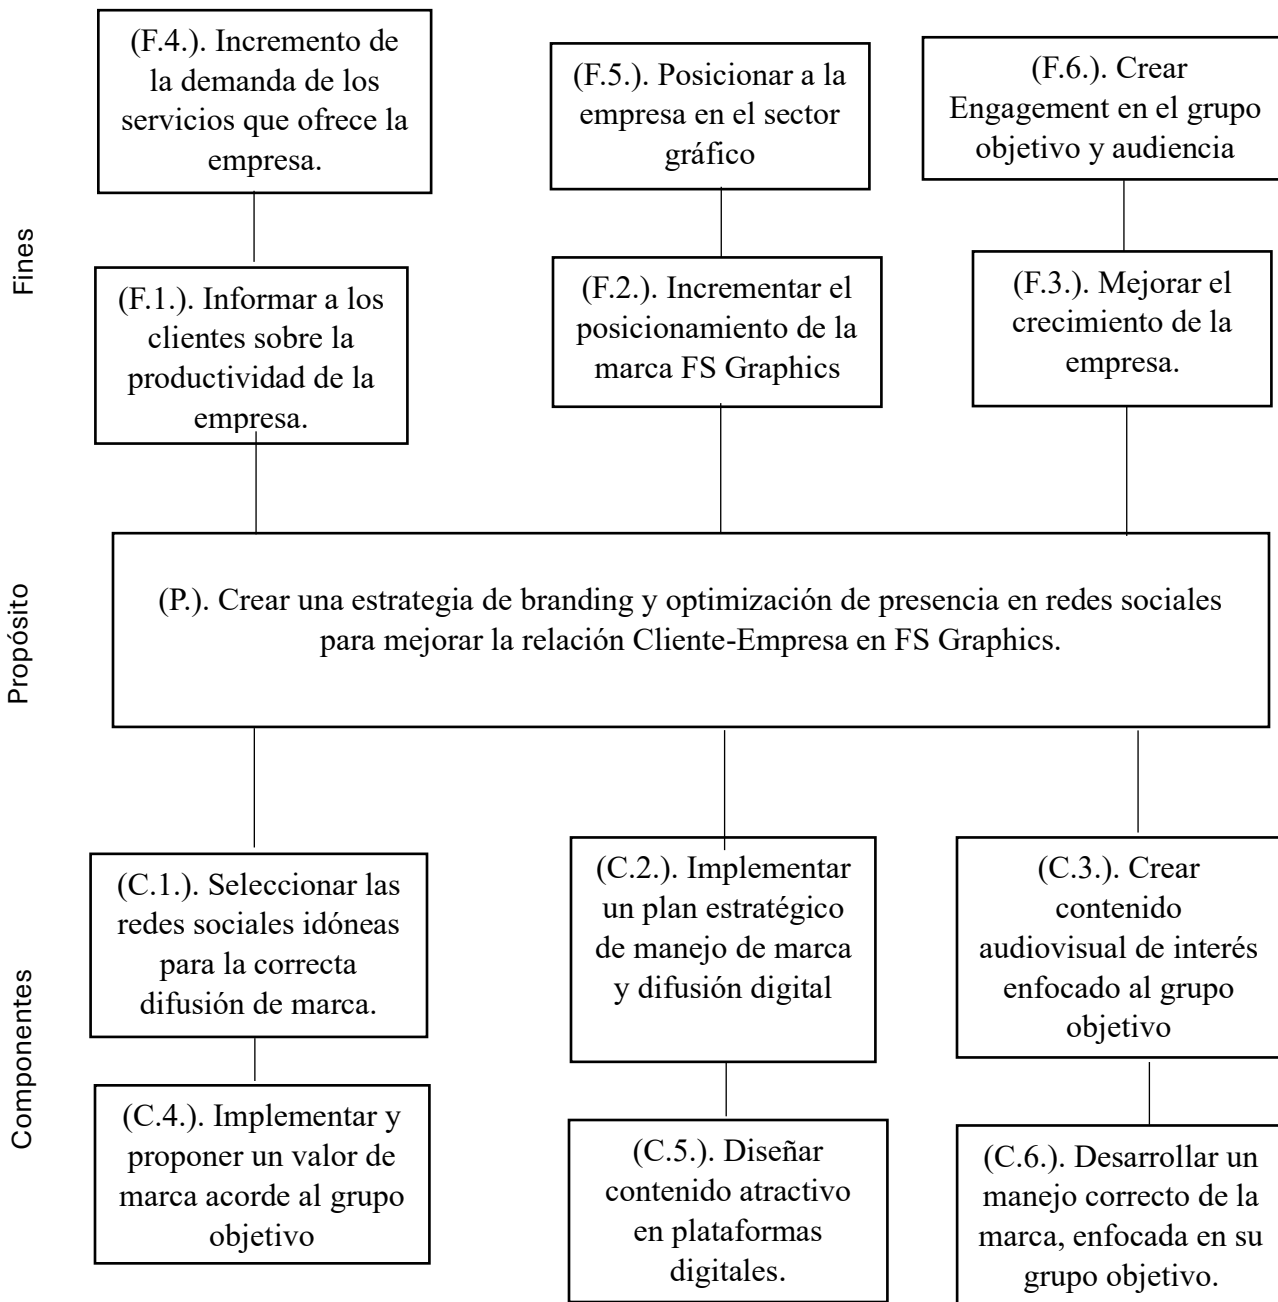 Fines
(F.4.). Incremento de
la demanda de los
servicios que ofrece la
empresa.
(F.5.). Posicionar a la
empresa en el sector
gráfico
(F.6.). Crear
Engagement en el grupo
objetivo y audiencia
(F.1.). Informar a los
clientes sobre la
productividad de la
empresa.
(F.2.). Incrementar el
posicionamiento de la
marca FS Graphics
(F.3.). Mejorar el
crecimiento de la
empresa.
Propósito
(P.). Crear una estrategia de branding y optimización de presencia en redes sociales
para mejorar la relación Cliente-Empresa en FS Graphics.
Componentes
(C.1.). Seleccionar las
redes sociales idóneas
para la correcta
difusión de marca.
(C.2.). Implementar
un plan estratégico
de manejo de marca
y difusión digital
(C.3.). Crear
contenido
audiovisual de interés
enfocado al grupo
objetivo
(C.4.). Implementar y
proponer un valor de
marca acorde al grupo
objetivo
(C.5.). Diseñar
contenido atractivo
en plataformas
digitales.
(C.6.). Desarrollar un
manejo correcto de la
marca, enfocada en su
grupo objetivo.